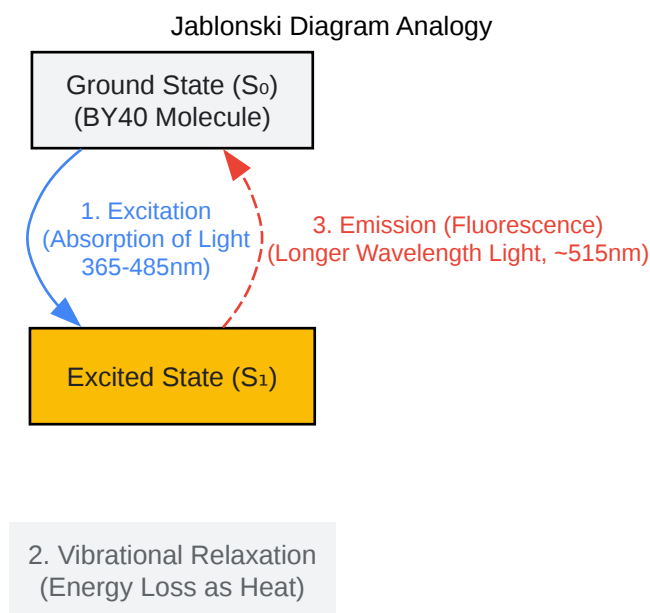 Jablonski Diagram Analogy
Ground State (S₀)
(BY40 Molecule)
1. Excitation
(Absorption of Light
365-485nm)
3. Emission (Fluorescence)
(Longer Wavelength Light, ~515nm)
Excited State (S₁)
2. Vibrational Relaxation
(Energy Loss as Heat)